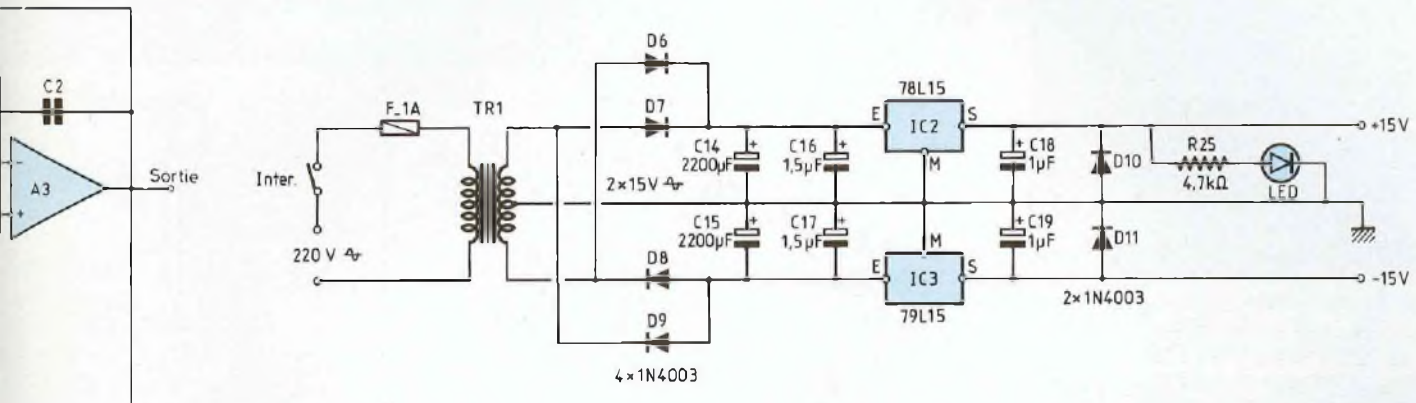 C2
A3
Sortie
Inter.
F_1A
TR1
220 V
2×15V
D6
D7
D8
D9
4×1N4003
C14
2200µF
C16
1,5µF
C15
2200µF
C17
1,5µF
78L15
E
IC2
S
M
M
E
IC3
S
79L15
C18
1µF
C19
1µF
D10
D11
2×1N4003
R25
4,7kΩ
LED
+15V
-15V